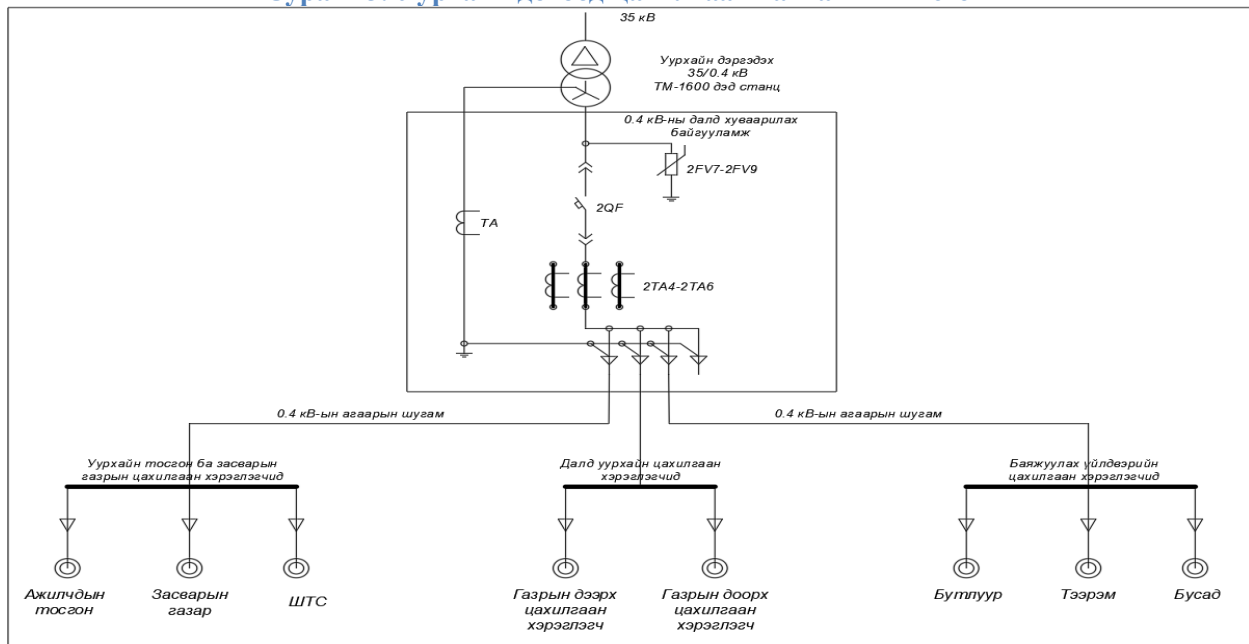 35 кВ
Уурхайн дэргэдэх
35/0.4 кВ
ТМ-1600 дэд станц
0.4 кВ-ны далд хуваарилах
байгууламж
2FV7-2FV9
2QF
TA
2TA4-2TA6
0.4 кВ-ын агаарын шугам
0.4 кВ-ын агаарын шугам
Уурхайн тосгон ба засварын
газрын цахилгаан хэрэглэгчид
Далд уурхайн цахилгаан
хэрэглэгчид
Баяжуулах үйлдвэрийн
цахилгаан хэрэглэгчид
Ажилчдын
тосгон
Засварын
газар
ШТС
Газрын дээрх
цахилгаан
хэрэглэгч
Газрын доорх
цахилгаан
хэрэглэгч
Бутлуур
Тээрэм
Бусад